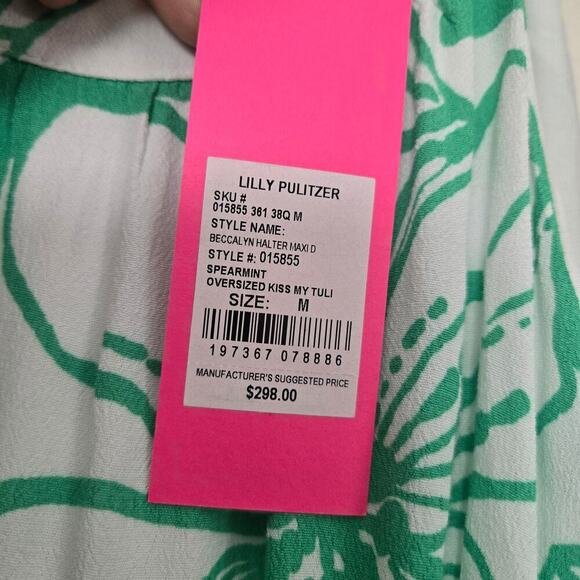 LILLY PULITZER
SKU #
015855 361 38Q M
STYLE NAME:
BECCALYN HALTER MAXI D
STYLE #: 015855
SPEARMINT
OVERSIZED KISS MY TULI
SIZE: M
197367 078886
MANUFACTURER'S SUGGESTED PRICE
$298.00